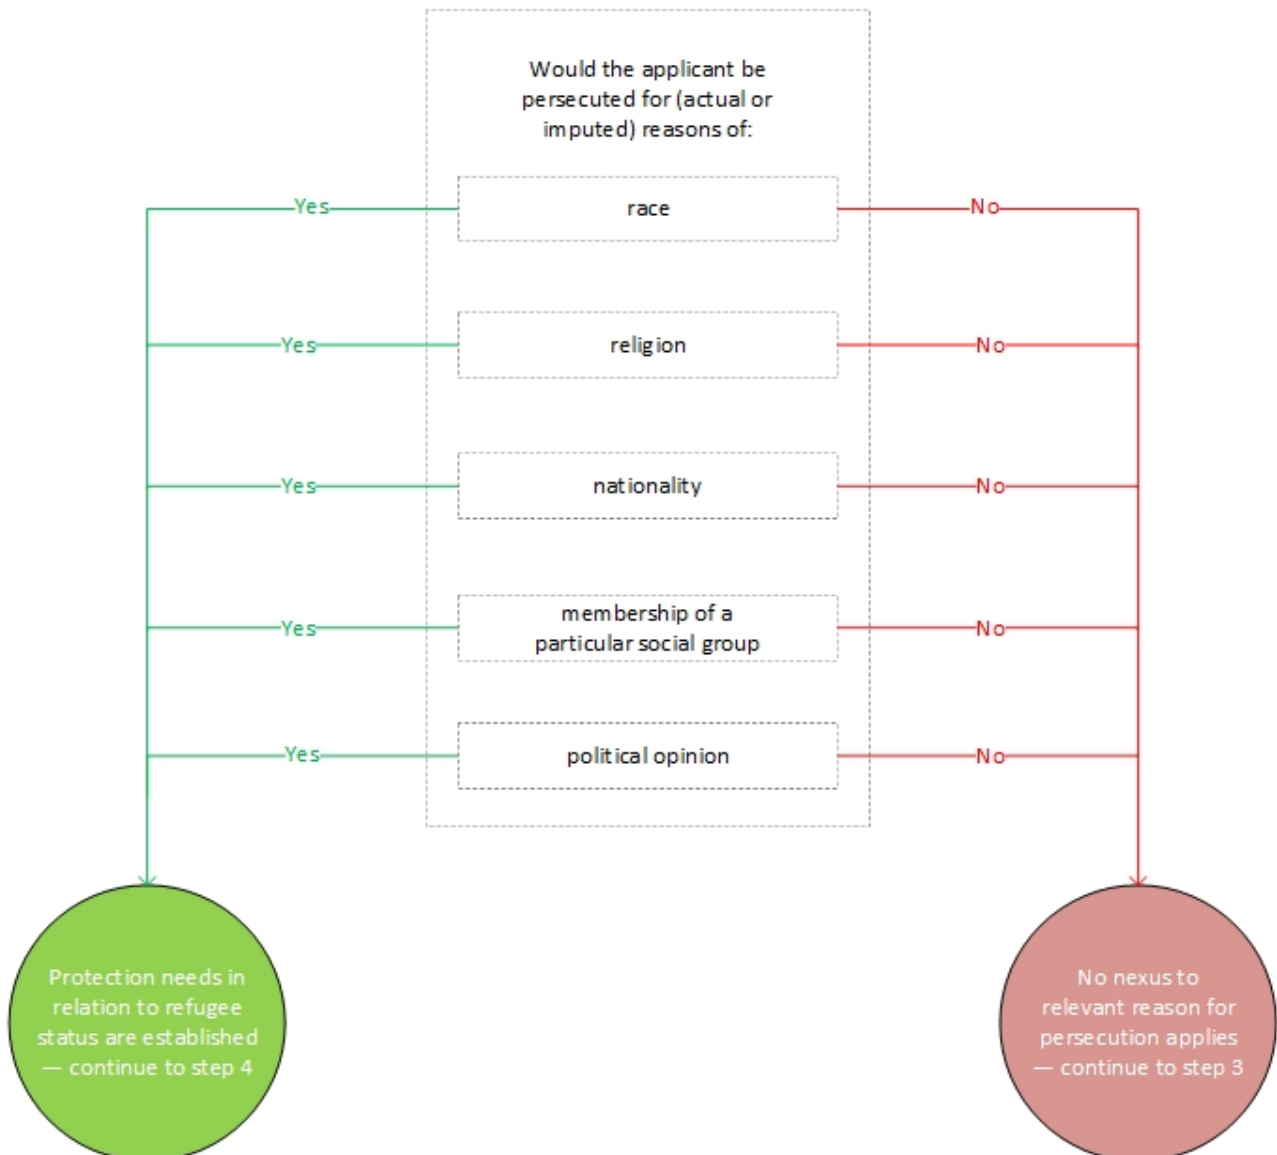 Would the applicant be
persecuted for (actual or
imputed) reasons of:
Yes
race
No
Yes
religion
No
Yes
nationality
No
Yes
membership of a
particular social group
No
Yes
political opinion
No
Protection needs in
relation to refugee
status are established
— continue to step 4
No nexus to
relevant reason for
persecution applies
— continue to step 3